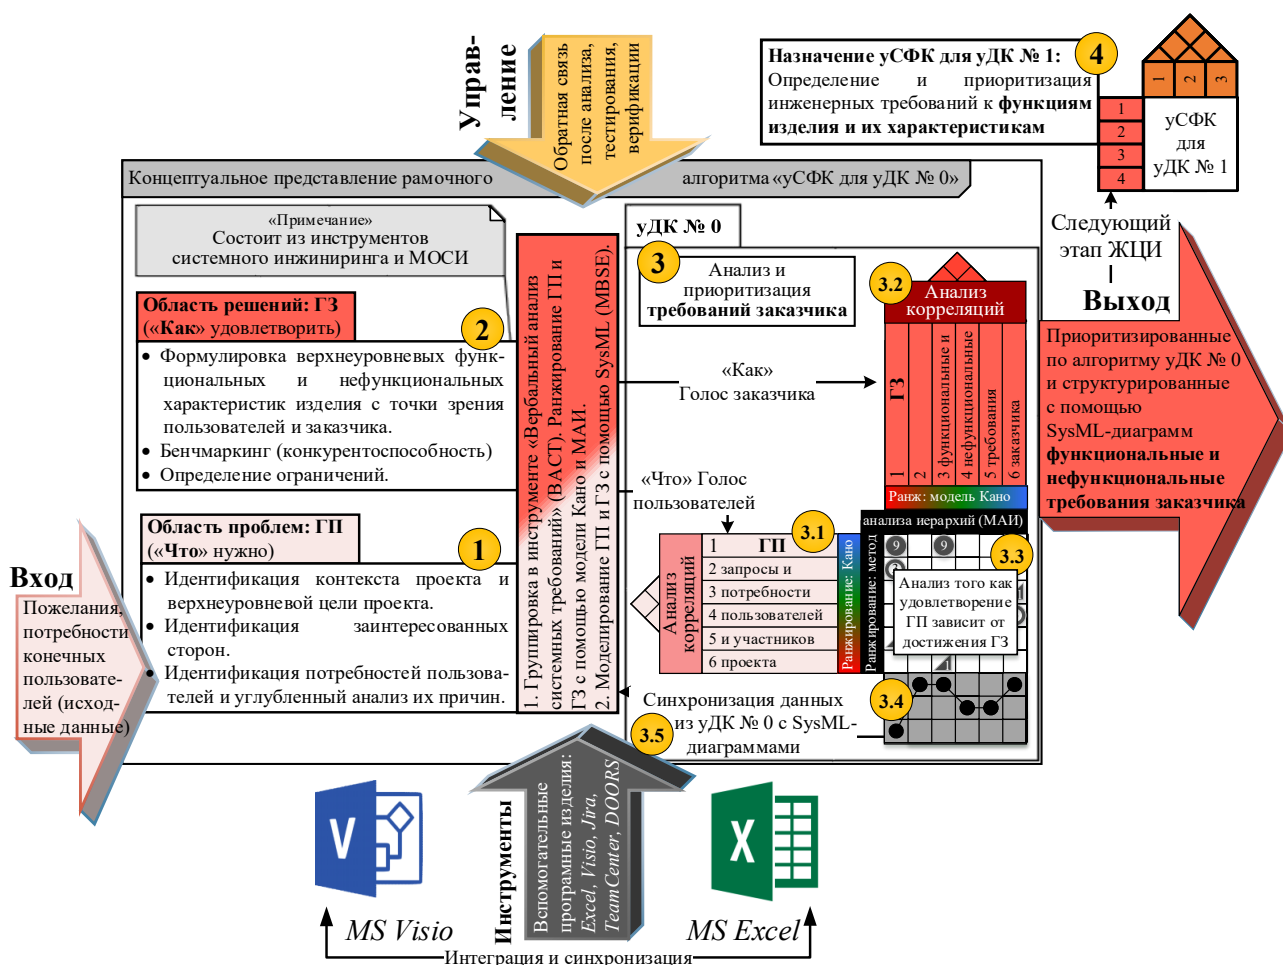 Управ-
ление
Обратная связь
после анализа,
тестирования,
верификации
4
Назначение уСФК для уДК № 1:
Определение и приоритизация
инженерных требований к функциям
изделия и их характеристикам
1
2
3
1
2
3
4
уСФК
для
уДК № 1
Концептуальное представление рамочного алгоритма «уСФК для уДК № 0»
«Примечание»
Состоит из инструментов
системного инжиниринга и МОСИ
Область решений: ГЗ
(«Как» удовлетворить)
2
• Формулировка верхнеуровневых функ-
циональных и нефункциональных
характеристик изделия с точки зрения
пользователей и заказчика.
• Бенчмаркинг (конкурентоспособность)
• Определение ограничений.
Область проблем: ГП
(«Что» нужно)
1
• Идентификация контекста проекта и
верхнеуровневой цели проекта.
• Идентификация заинтересованных
сторон.
• Идентификация потребностей пользова-
телей и углубленный анализ их причин.
Вход
Пожелания,
потребности
конечных
пользовате-
лей (исход-
ные данные)
1. Группировка в инструменте «Вербальный анализ
системных требований» (ВАСТ). Ранжирование ГП и
ГЗ с помощью модели Кано и МАИ.
2. Моделирование ГП и ГЗ с помощью SysML (MBSE).
уДК № 0
3
Анализ и
приоритизация
требований заказчика
«Как»
Голос заказчика
«Что» Голос
пользователей
3.2
Анализ
корреляций
1 ГЗ
2
3 функциональные и
4 нефункциональные
5 требования
6 заказчика
Ранж: модель Кано
анализа иерархий (МАИ)
3.1
Анализ
корреляций
1 ГП
2 запросы и
3 потребности
4 пользователей
5 и участников
6 проекта
Ранжирование: Кано
Ранжирование: метод
9
9
3.3
Анализ того как
удовлетворение
ГП зависит от
достижения ГЗ
1
3.4
Синхронизация данных
из уДК № 0 с SysML-
диаграммами
3.5
Следующий
этап ЖЦИ
Выход
Приоритизированные
по алгоритму уДК № 0
и структурированные
с помощью
SysML-диаграмм
функциональные и
нефункциональные
требования заказчика
Инструменты
Вспомогательные
програмные изделия:
Excel, Visio, Jira,
TeamCenter, DOORS
V
X
MS Visio
MS Excel
Интеграция и синхронизация